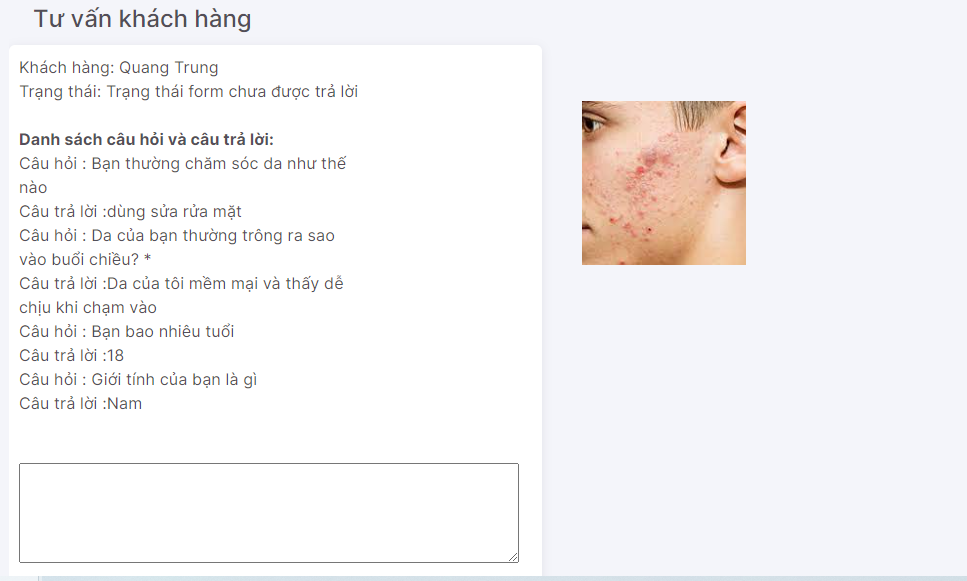 Tư vấn khách hàng
Khách hàng: Quang Trung
Trạng thái: Trạng thái form chưa được trả lời
Danh sách câu hỏi và câu trả lời:
Câu hỏi : Bạn thường chăm sóc da như thế
nào
Câu trả lời :dùng sửa rửa mặt
Câu hỏi : Da của bạn thường trông ra sao
vào buổi chiều? *
Câu trả lời :Da của tôi mềm mại và thấy dễ
chịu khi chạm vào
Câu hỏi : Bạn bao nhiêu tuổi
Câu trả lời :18
Câu hỏi : Giới tính của bạn là gì
Câu trả lời :Nam